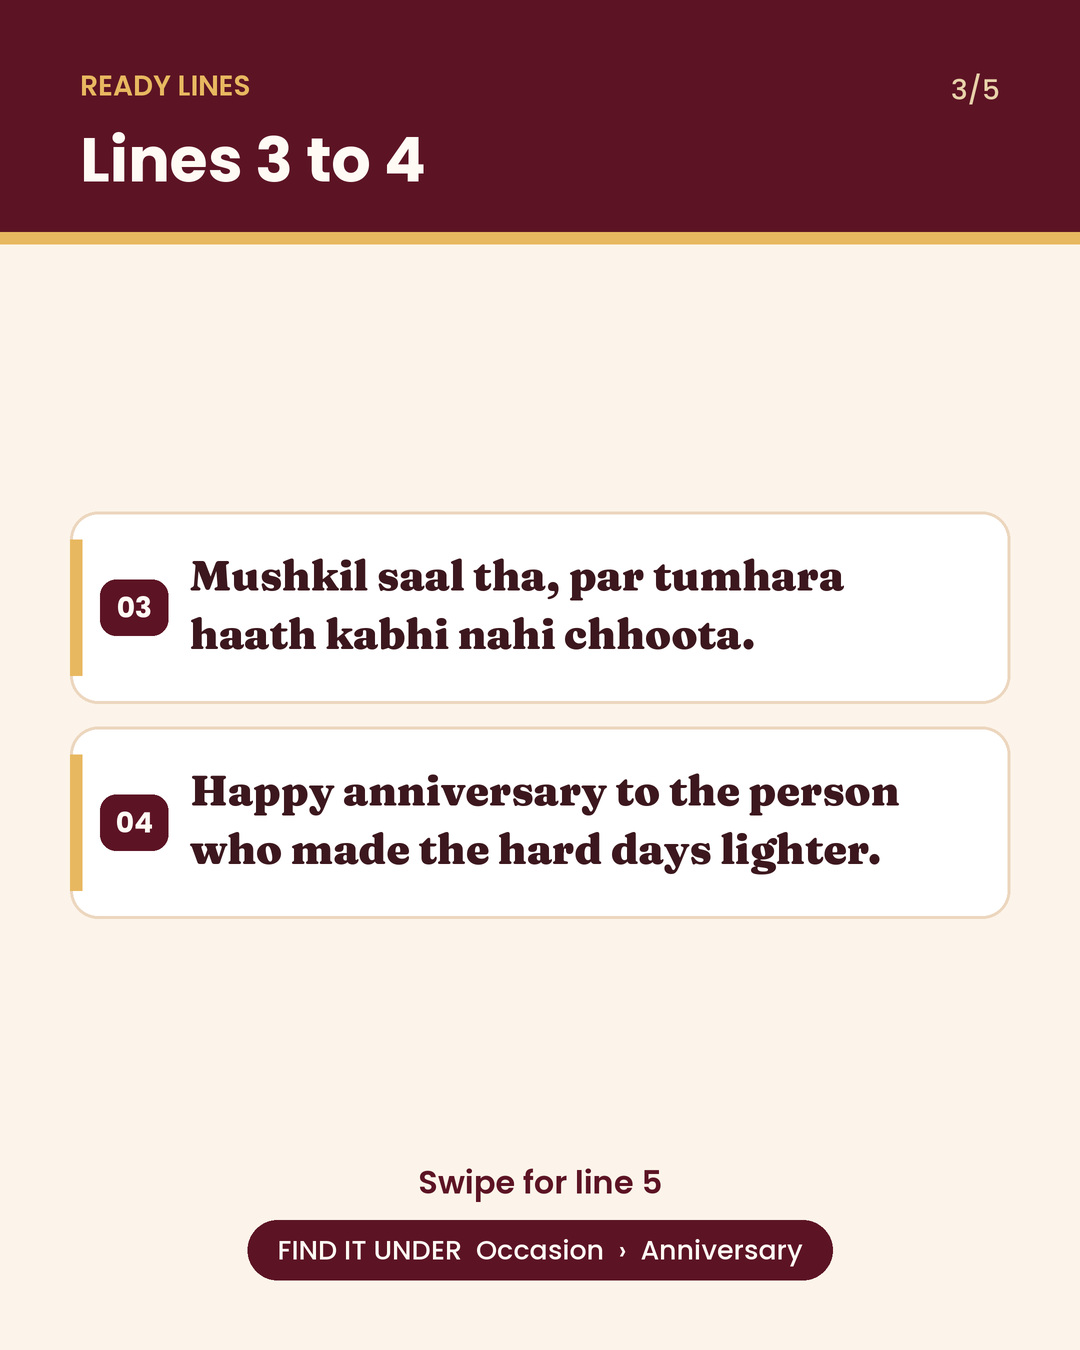 READY LINES
3/5
Lines 3 to 4
03
Mushkil saal tha, par tumhara
haath kabhi nahi chhoota.
04
Happy anniversary to the person
who made the hard days lighter.
Swipe for line 5
FIND IT UNDER Occasion › Anniversary